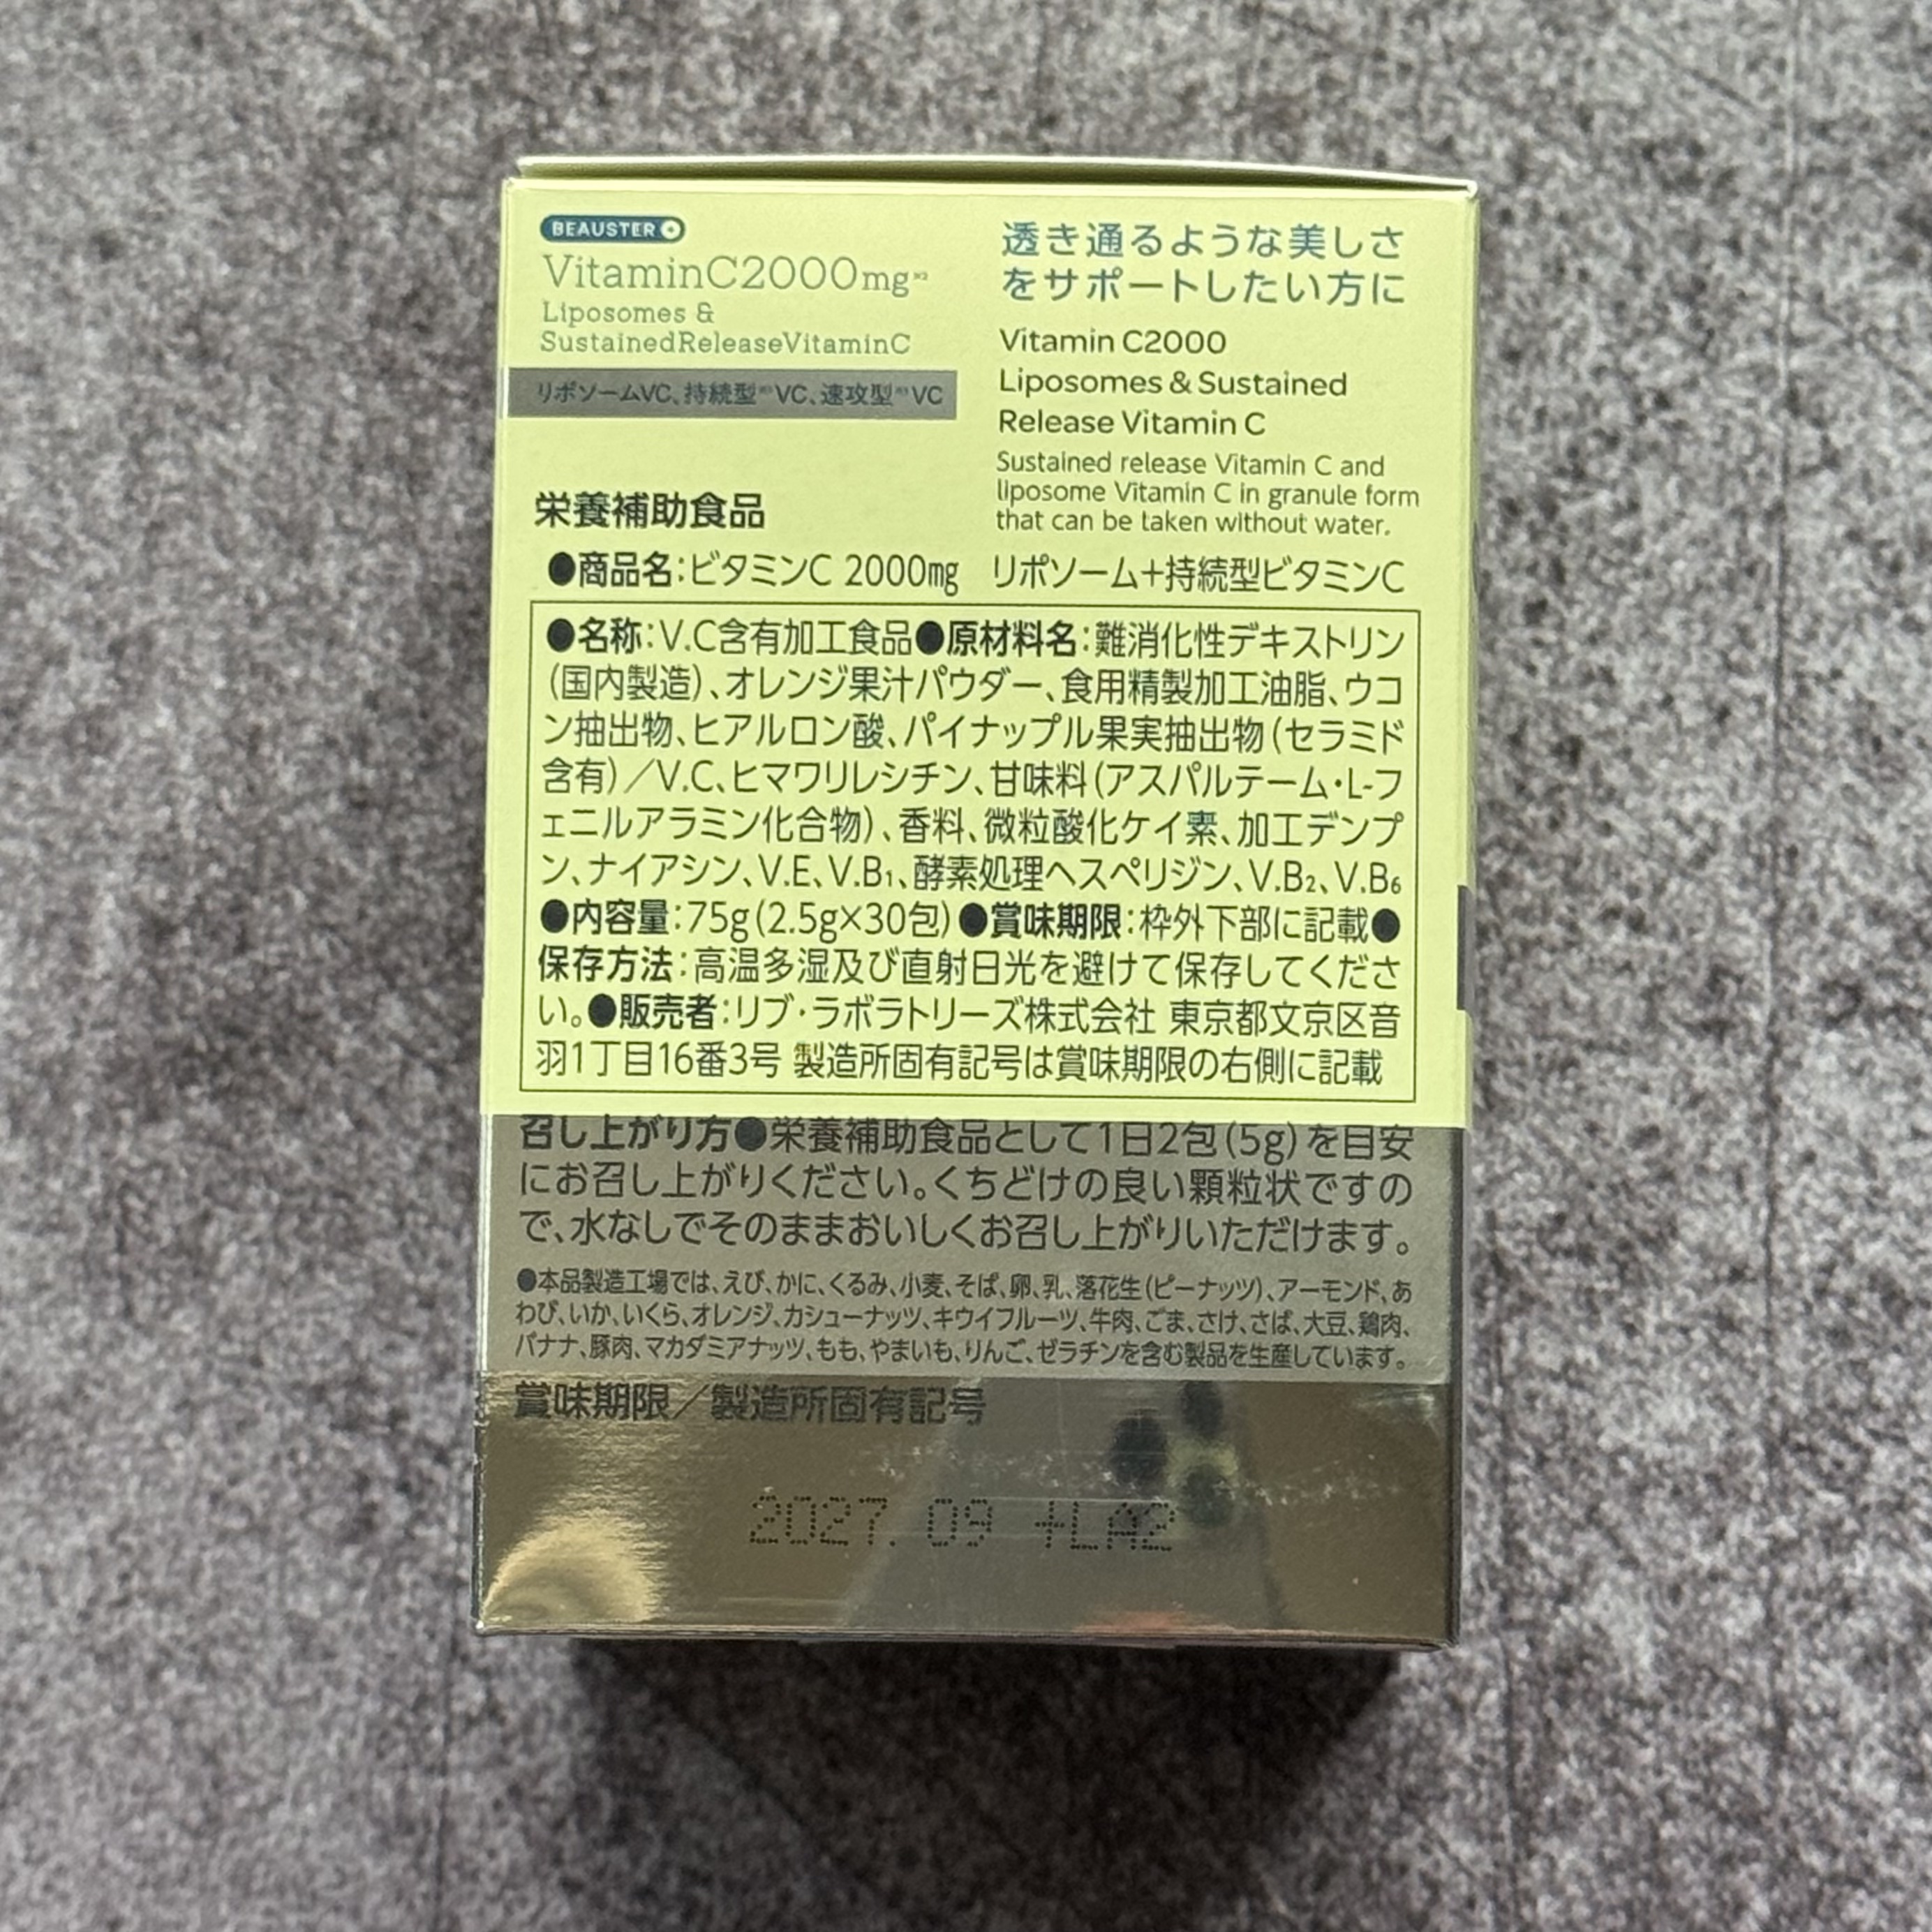 BEAUSTER
VitaminC2000mg※2
Liposomes &
SustainedReleaseVitaminC
リポソームVC、持続型VC、速攻型VC
透き通るような美しさ
をサポートしたい方に
Vitamin C2000
Liposomes & Sustained
Release Vitamin C
Sustained release Vitamin C and
liposome Vitamin C in granule form
that can be taken without water.
栄養補助食品
●商品名:ビタミンC 2000㎎ リポソーム+持続型ビタミンC
●名称:V.C含有加工食品●原材料名:難消化性デキストリン
(国内製造)、オレンジ果汁パウダー、食用精製加工油脂、ウコ
ン抽出物、ヒアルロン酸、パイナップル果実抽出物(セラミド
含有)/V.C、ヒマワリレシチン、甘味料(アスパルテーム・L-フ
ェニルアラニン化合物)、香料、微粒酸化ケイ素、加工デンプ
ン、ナイアシン、V.E、V.B₁、酵素処理ヘスペリジン、V.B₂、V.B₆
●内容量:75g(2.5g×30包)●賞味期限:枠外下部に記載●
保存方法:高温多湿及び直射日光を避けて保存してくださ
い。●販売者:リブ・ラボラトリーズ株式会社 東京都文京区音
羽1丁目16番3号 製造所固有記号は賞味期限の右側に記載
召し上がり方●栄養補助食品として1日2包(5g)を目安
にお召し上がりください。くちどけの良い顆粒状ですの
で、水なしでそのままおいしくお召し上がりいただけます。
●本品製造工場では、えび、かに、くるみ、小麦、そば、卵、乳、落花生(ピーナッツ)、アーモンド、あ
わび、いか、いくら、オレンジ、カシューナッツ、キウイフルーツ、牛肉、ごま、さけ、さば、大豆、鶏肉、
バナナ、豚肉、マカダミアナッツ、もも、やまいも、りんご、ゼラチンを含む製品を生産しています。
賞味期限/製造所固有記号
2027.09 +LA2